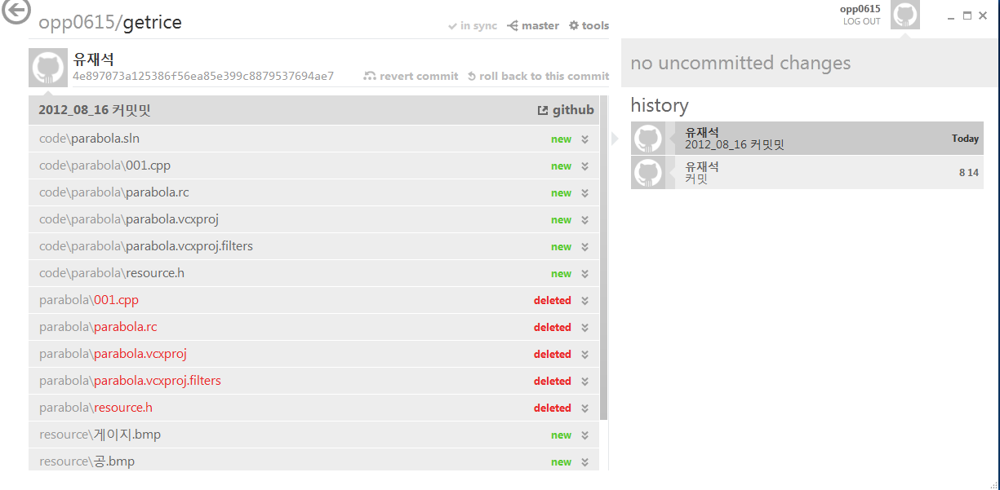 opp0615/getrice
in sync master tools
opp0615
LOG OUT
유재석
4e897073a125386f56ea85e399c8879537694ae7 revert commit roll back to this commit
2012_08_16 커밋밋 github
code\parabola.sln new
code\parabola\001.cpp new
code\parabola\parabola.rc new
code\parabola\parabola.vcxproj new
code\parabola\parabola.vcxproj.filters new
code\parabola\resource.h new
parabola\001.cpp deleted
parabola\parabola.rc deleted
parabola\parabola.vcxproj deleted
parabola\parabola.vcxproj.filters deleted
parabola\resource.h deleted
resource\게이지.bmp new
resource\공.bmp new
no uncommitted changes
history
유재석
2012_08_16 커밋밋 Today
유재석
커밋 8 14